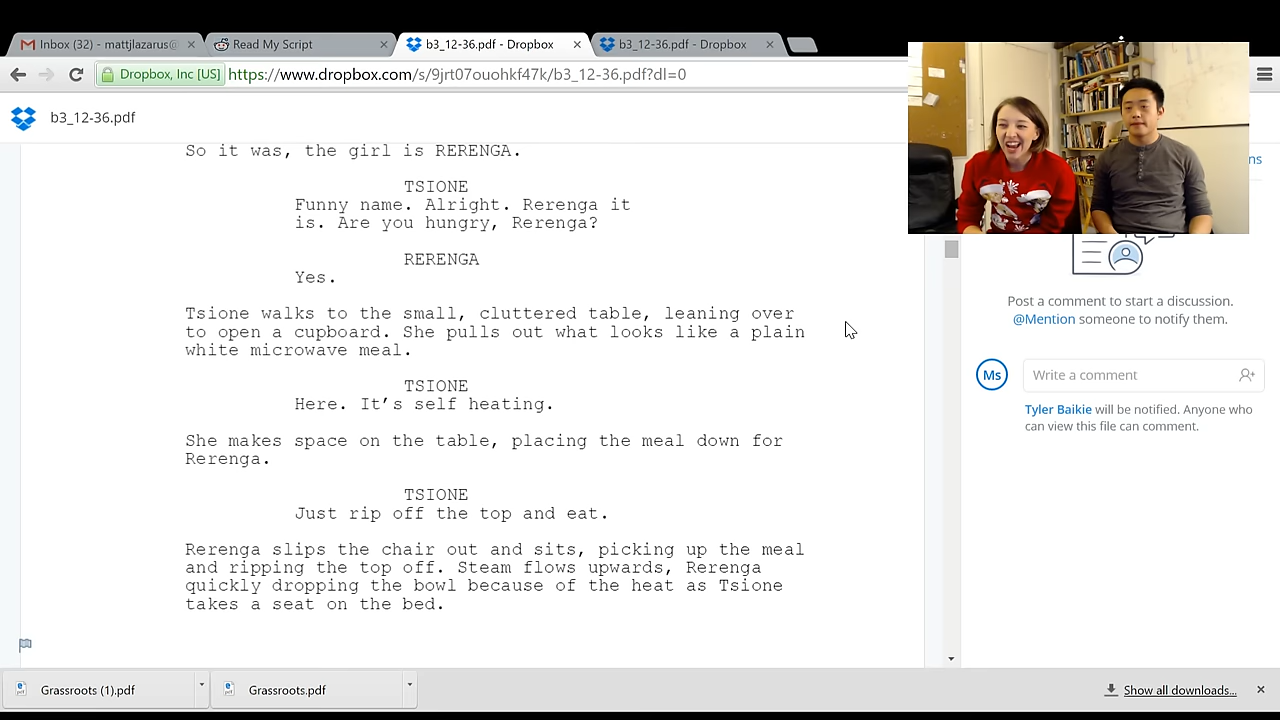 Inbox (32) - mattjlazarus@
Read My Script
b3_12-36.pdf - Dropbox
b3_12-36.pdf - Dropbox
Dropbox, Inc [US]
https://www.dropbox.com/s/9jrt07ouohkf47k/b3_12-36.pdf?dl=0
b3_12-36.pdf
So it was, the girl is RERENGA.
TSIONE
Funny name. Alright. Rerenga it
is. Are you hungry, Rerenga?
RERENGA
Yes.
Tsione walks to the small, cluttered table, leaning over
to open a cupboard. She pulls out what looks like a plain
white microwave meal.
TSIONE
Here. It’s self heating.
She makes space on the table, placing the meal down for
Rerenga.
TSIONE
Just rip off the top and eat.
Rerenga slips the chair out and sits, picking up the meal
and ripping the top off. Steam flows upwards, Rerenga
quickly dropping the bowl because of the heat as Tsione
takes a seat on the bed.
ns
Post a comment to start a discussion.
@Mention someone to notify them.
Ms
Write a comment
Tyler Baikie will be notified. Anyone who
can view this file can comment.
Grassroots (1).pdf
Grassroots.pdf
Show all downloads...